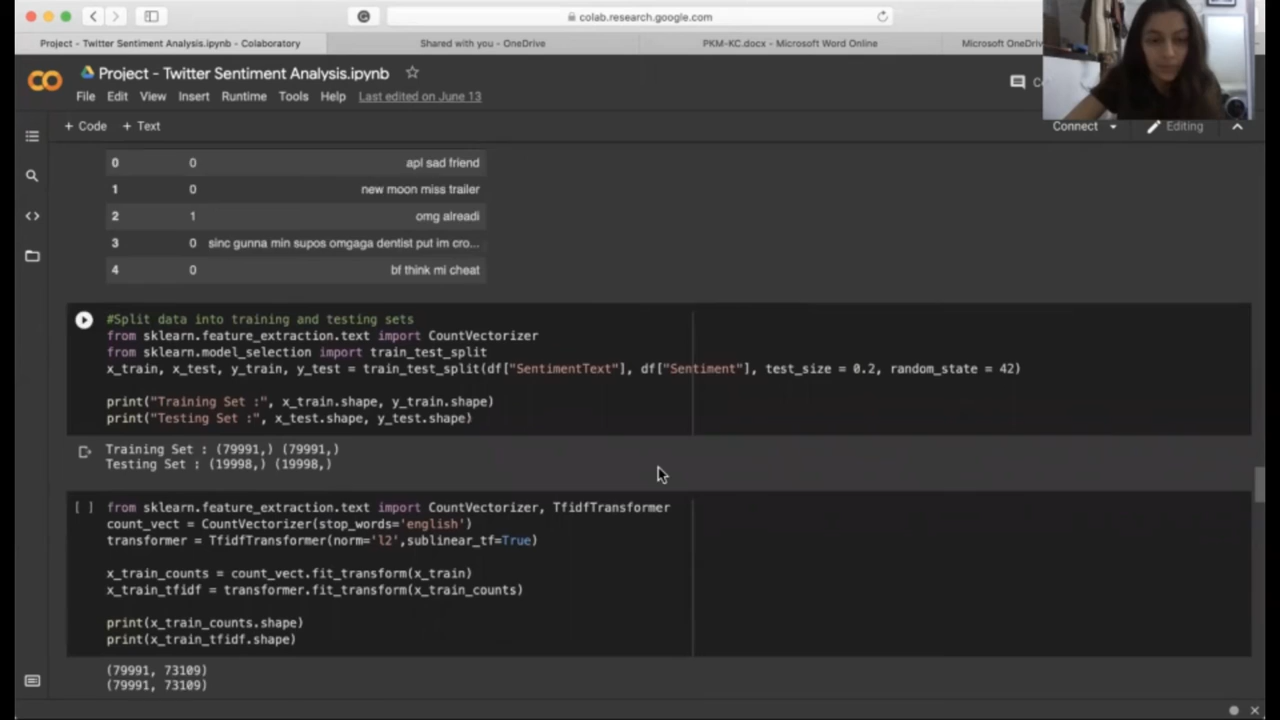 colab.research.google.com
Project - Twitter Sentiment Analysis.ipynb - Colaboratory
Shared with you - OneDrive
PKM-KC.docx - Microsoft Word Online
Microsoft OneDriv
Project - Twitter Sentiment Analysis.ipynb
File Edit View Insert Runtime Tools Help Last edited on June 13
+ Code + Text
Connect
Editing
0 0 apl sad friend
1 0 new moon miss trailer
2 1 omg alreadi
3 0 sinc gunna min supos omgaga dentist put im cro...
4 0 bf think mi cheat
#Split data into training and testing sets
from sklearn.feature_extraction.text import CountVectorizer
from sklearn.model_selection import train_test_split
x_train, x_test, y_train, y_test = train_test_split(df["SentimentText"], df["Sentiment"], test_size = 0.2, random_state = 42)
print("Training Set :", x_train.shape, y_train.shape)
print("Testing Set :", x_test.shape, y_test.shape)
Training Set : (79991,) (79991,)
Testing Set : (19998,) (19998,)
[ ] from sklearn.feature_extraction.text import CountVectorizer, TfidfTransformer
count_vect = CountVectorizer(stop_words='english')
transformer = TfidfTransformer(norm='l2',sublinear_tf=True)
x_train_counts = count_vect.fit_transform(x_train)
x_train_tfidf = transformer.fit_transform(x_train_counts)
print(x_train_counts.shape)
print(x_train_tfidf.shape)
(79991, 73109)
(79991, 73109)